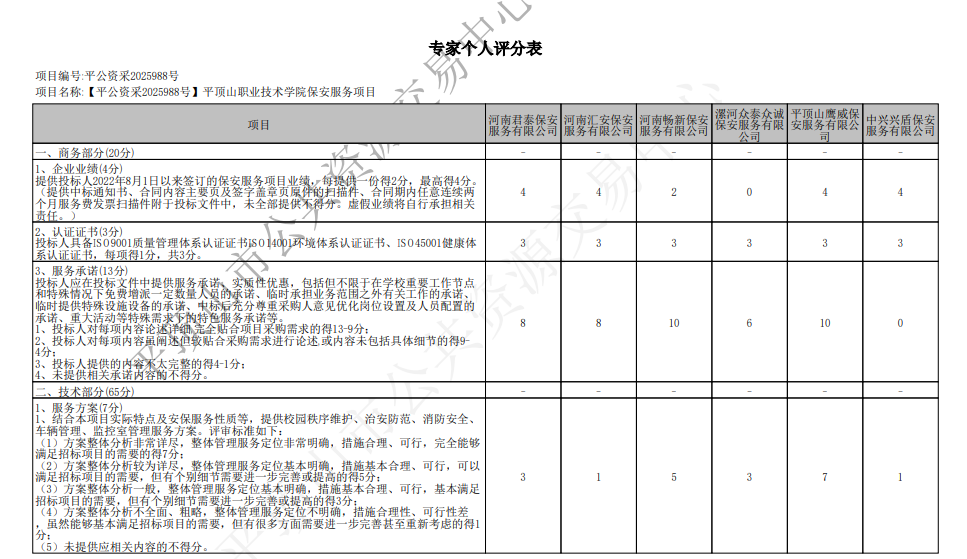 专家个人评分表
项目编号:平公资采2025988号
项目名称:【平公资采2025988号】平顶山职业技术学院保安服务项目
项目
河南君泰保安服务有限公司
河南汇安保安服务有限公司
河南畅新保安服务有限公司
漯河众泰众诚保安服务有限公司
平顶山鹰威保安服务有限公司
中兴兴盾保安服务有限公司
一、商务部分(20分) - - - - - -
1、企业业绩(4分)
提供投标人2022年8月1日以来签订的保安服务项目业绩,每提供一份得2分,最高得4分。
(提供中标通知书、合同内容主要页及签字盖章页原件的扫描件、合同期内任意连续两
个月服务费发票扫描件附于投标文件中,未全部提供不得分。虚假业绩将自行承担相关
责任。)
4 4 2 0 4 4
2、认证证书(3分)
投标人具备ISO9001质量管理体系认证证书ISO14001环境体系认证证书、ISO45001健康体
系认证证书,每项得1分,共3分。
3 3 3 3 3 3
3、服务承诺(13分)
投标人应在投标文件中提供服务承诺、实质性优惠,包括但不限于在学校重要工作节点
和特殊情况下免费增派一定数量人员的承诺、临时承担业务范围之外有关工作的承诺、
临时提供特殊设施设备的承诺、中标后充分尊重采购人意见优化岗位设置及人员配置的
承诺、重大活动等特殊需求下的特色服务承诺等。
1、投标人对每项内容论述详细,完全贴合项目采购需求的得13-9分;
2、投标人对每项内容虽阐述但较贴合采购需求进行论述,或内容未包括具体细节的得9-
4分;
3、投标人提供的内容不太完整的得4-1分;
4、未提供相关承诺内容的不得分。
8 8 10 6 10 0
二、技术部分(65分) - - - - - -
1、服务方案(7分)
1、结合本项目实际特点及安保服务性质等,提供校园秩序维护、治安防范、消防安全、
车辆管理、监控室管理服务方案。评审标准如下:
(1)方案整体分析非常详尽,整体管理服务定位非常明确,措施合理、可行,完全能够
满足招标项目的需要的得7分;
(2)方案整体分析较为详尽,整体管理服务定位基本明确,措施基本合理、可行,可以
满足招标项目的需要,但有个别细节需要进一步完善或提高的得5分;
(3)方案整体分析一般,整体管理服务定位基本明确,措施基本合理、可行,基本满足
招标项目的需要,但有个别细节需要进一步完善或提高的得3分;
(4)方案整体分析不全面、粗略,整体管理服务定位不明确,措施合理性、可行性差
,虽然能够基本满足招标项目的需要,但有很多方面需要进一步完善甚至重新考虑的得1
分;
(5)未提供应相关内容的不得分。
3 1 5 3 7 1
平顶山市公共资源交易中心
平顶山市公共资源交易中心